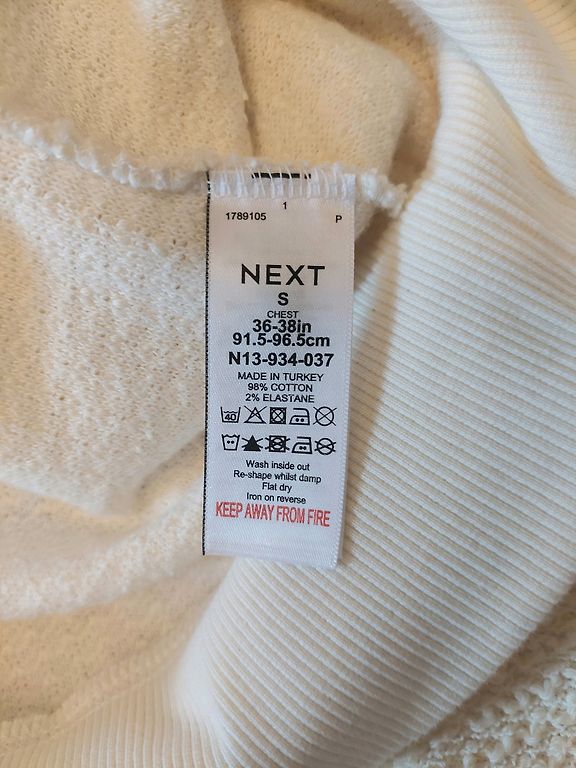 1
1789105 P
NEXT
S
CHEST
36-38in
91.5-96.5cm
N13-934-037
MADE IN TURKEY
98% COTTON
2% ELASTANE
40
Wash inside out
Re-shape whilst damp
Flat dry
Iron on reverse
KEEP AWAY FROM FIRE